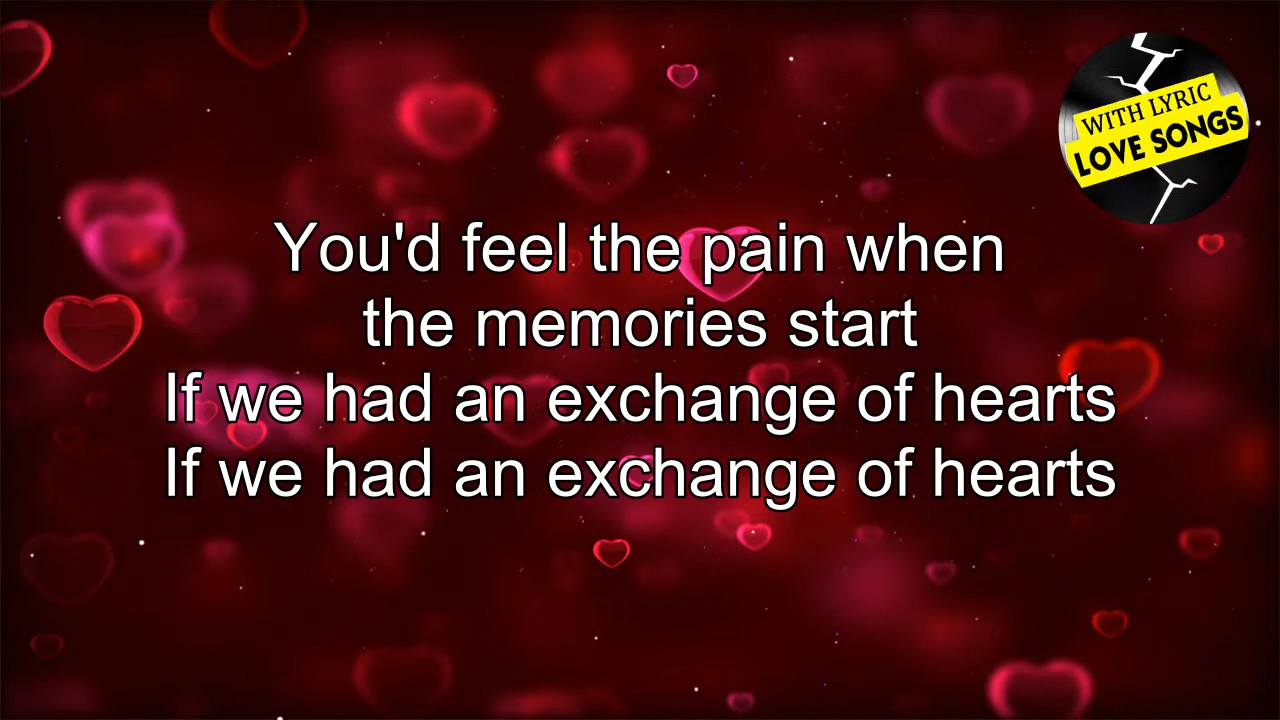 WITH LYRIC
LOVE SONGS
You'd feel the pain when
the memories start
If we had an exchange of hearts
If we had an exchange of hearts